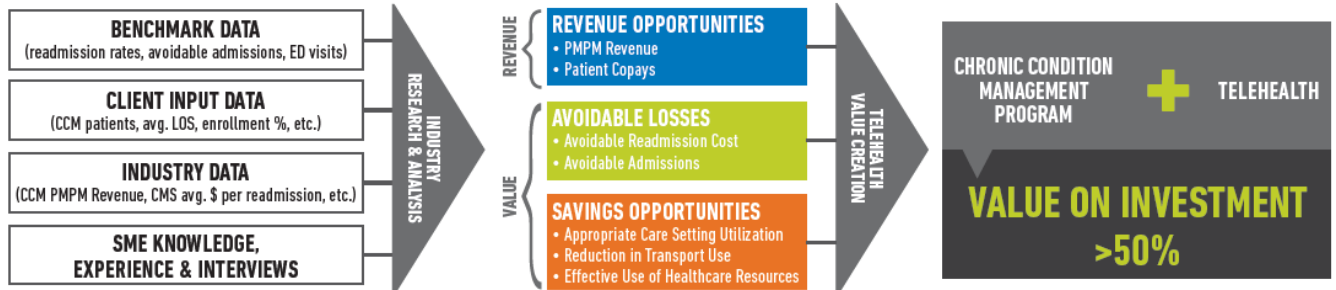 BENCHMARK DATA
(readmission rates, avoidable admissions, ED visits)
CLIENT INPUT DATA
(CCM patients, avg. LOS, enrollment %, etc.)
INDUSTRY DATA
(CCM PMPM Revenue, CMS avg. $ per readmission, etc.)
SME KNOWLEDGE,
EXPERIENCE & INTERVIEWS
INDUSTRY
RESEARCH & ANALYSIS
REVENUE
REVENUE OPPORTUNITIES
• PMPM Revenue
• Patient Copays
VALUE
AVOIDABLE LOSSES
• Avoidable Readmission Cost
• Avoidable Admissions
SAVINGS OPPORTUNITIES
• Appropriate Care Setting Utilization
• Reduction in Transport Use
• Effective Use of Healthcare Resources
TELEHEALTH
VALUE CREATION
CHRONIC CONDITION
MANAGEMENT
PROGRAM
+
TELEHEALTH
VALUE ON INVESTMENT
>50%